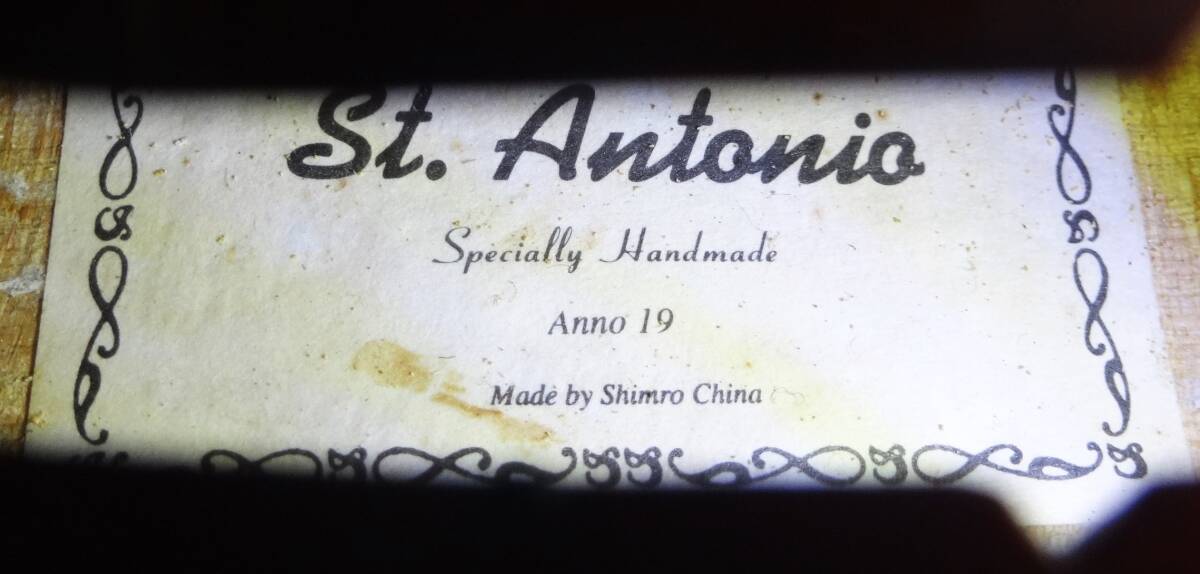 St. Antonio
Specially Handmade
Anno 19
Made by Shimro China